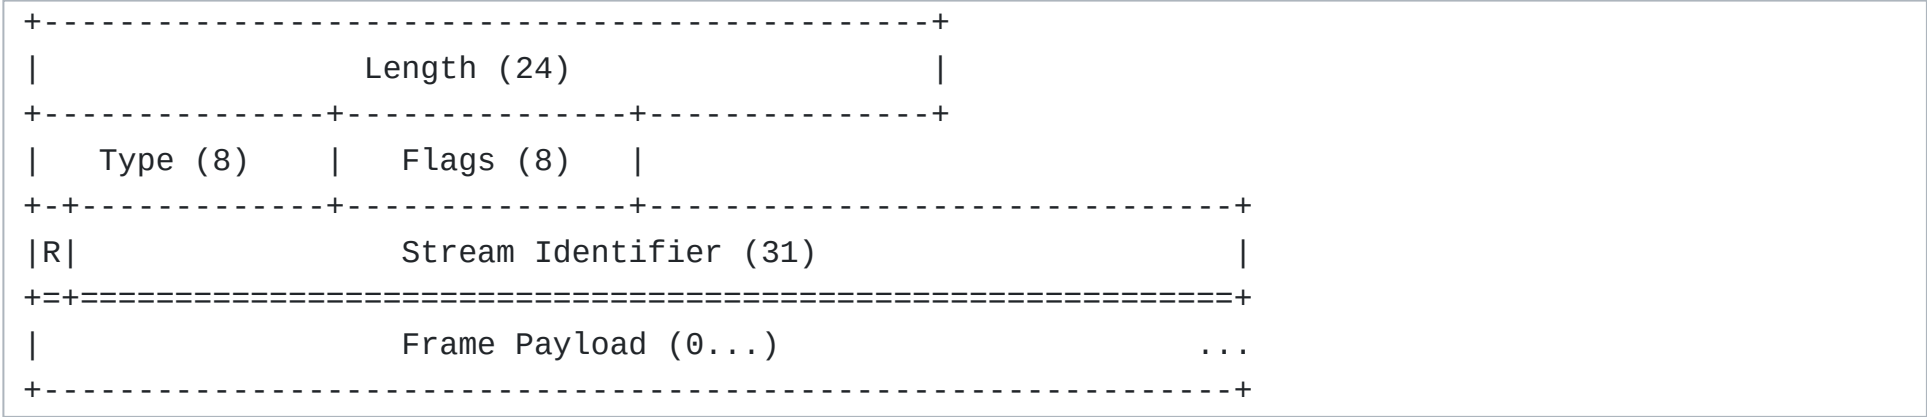 +-----------------------------------------------+
|                 Length (24)                   |
+---------------+---------------+---------------+
|   Type (8)    |   Flags (8)   |
+-+-------------+---------------+-------------------------------+
|R|                 Stream Identifier (31)                      |
+=+=============================================================+
|                   Frame Payload (0...)                      ...
+---------------------------------------------------------------+